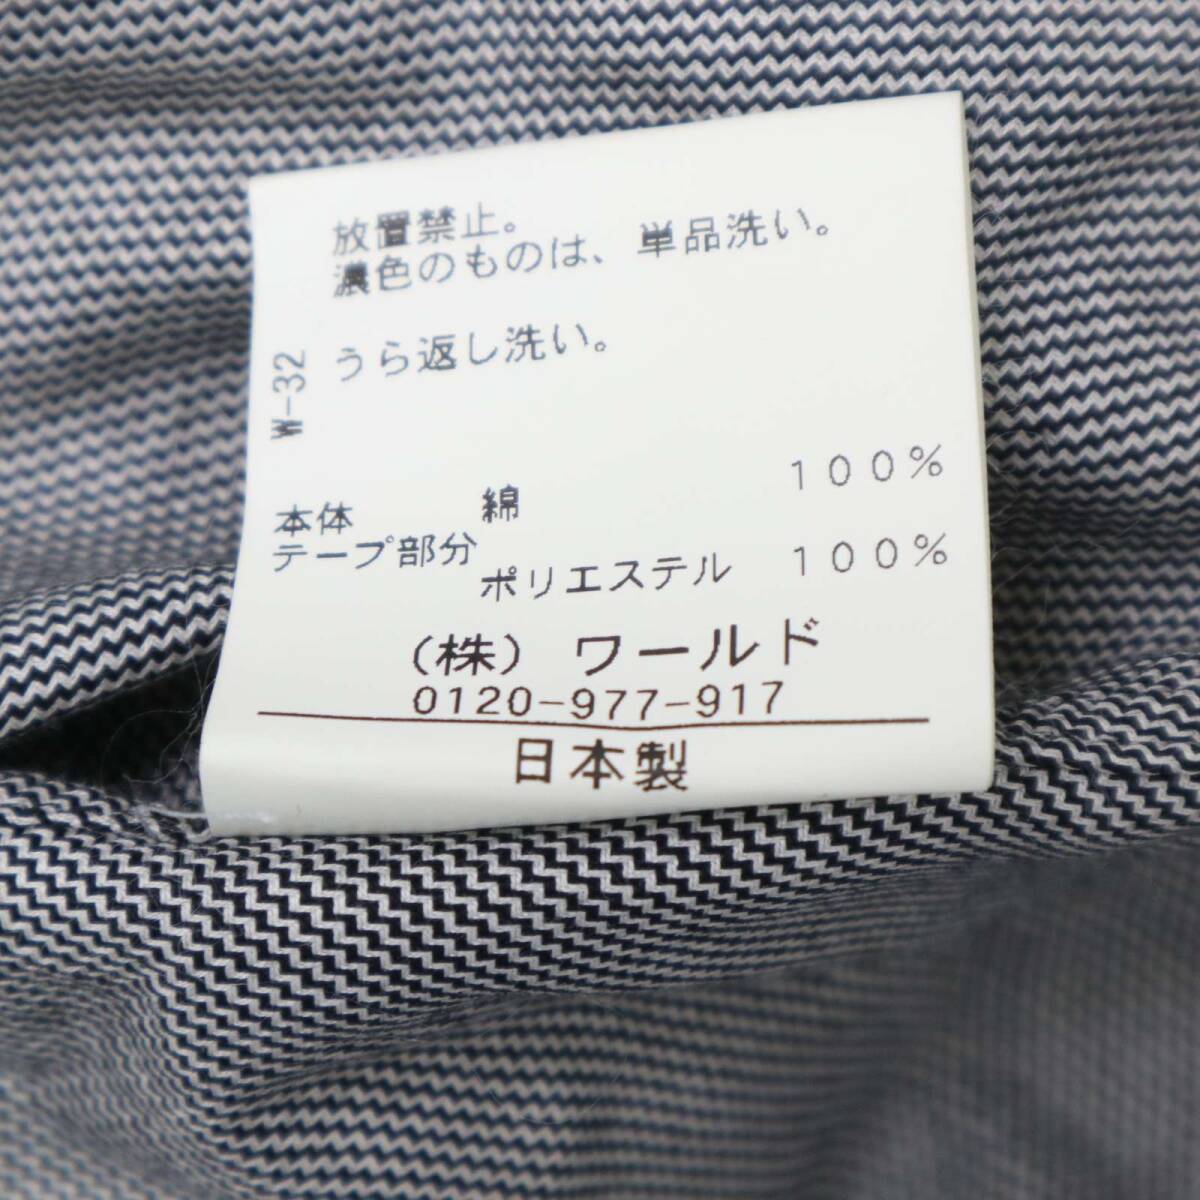 放置禁止。
濃色のものは、単品洗い。
うら返し洗い。
W-32
本体 綿 100%
テープ部分
ポリエステル 100%
(株) ワールド
0120-977-917
日本製